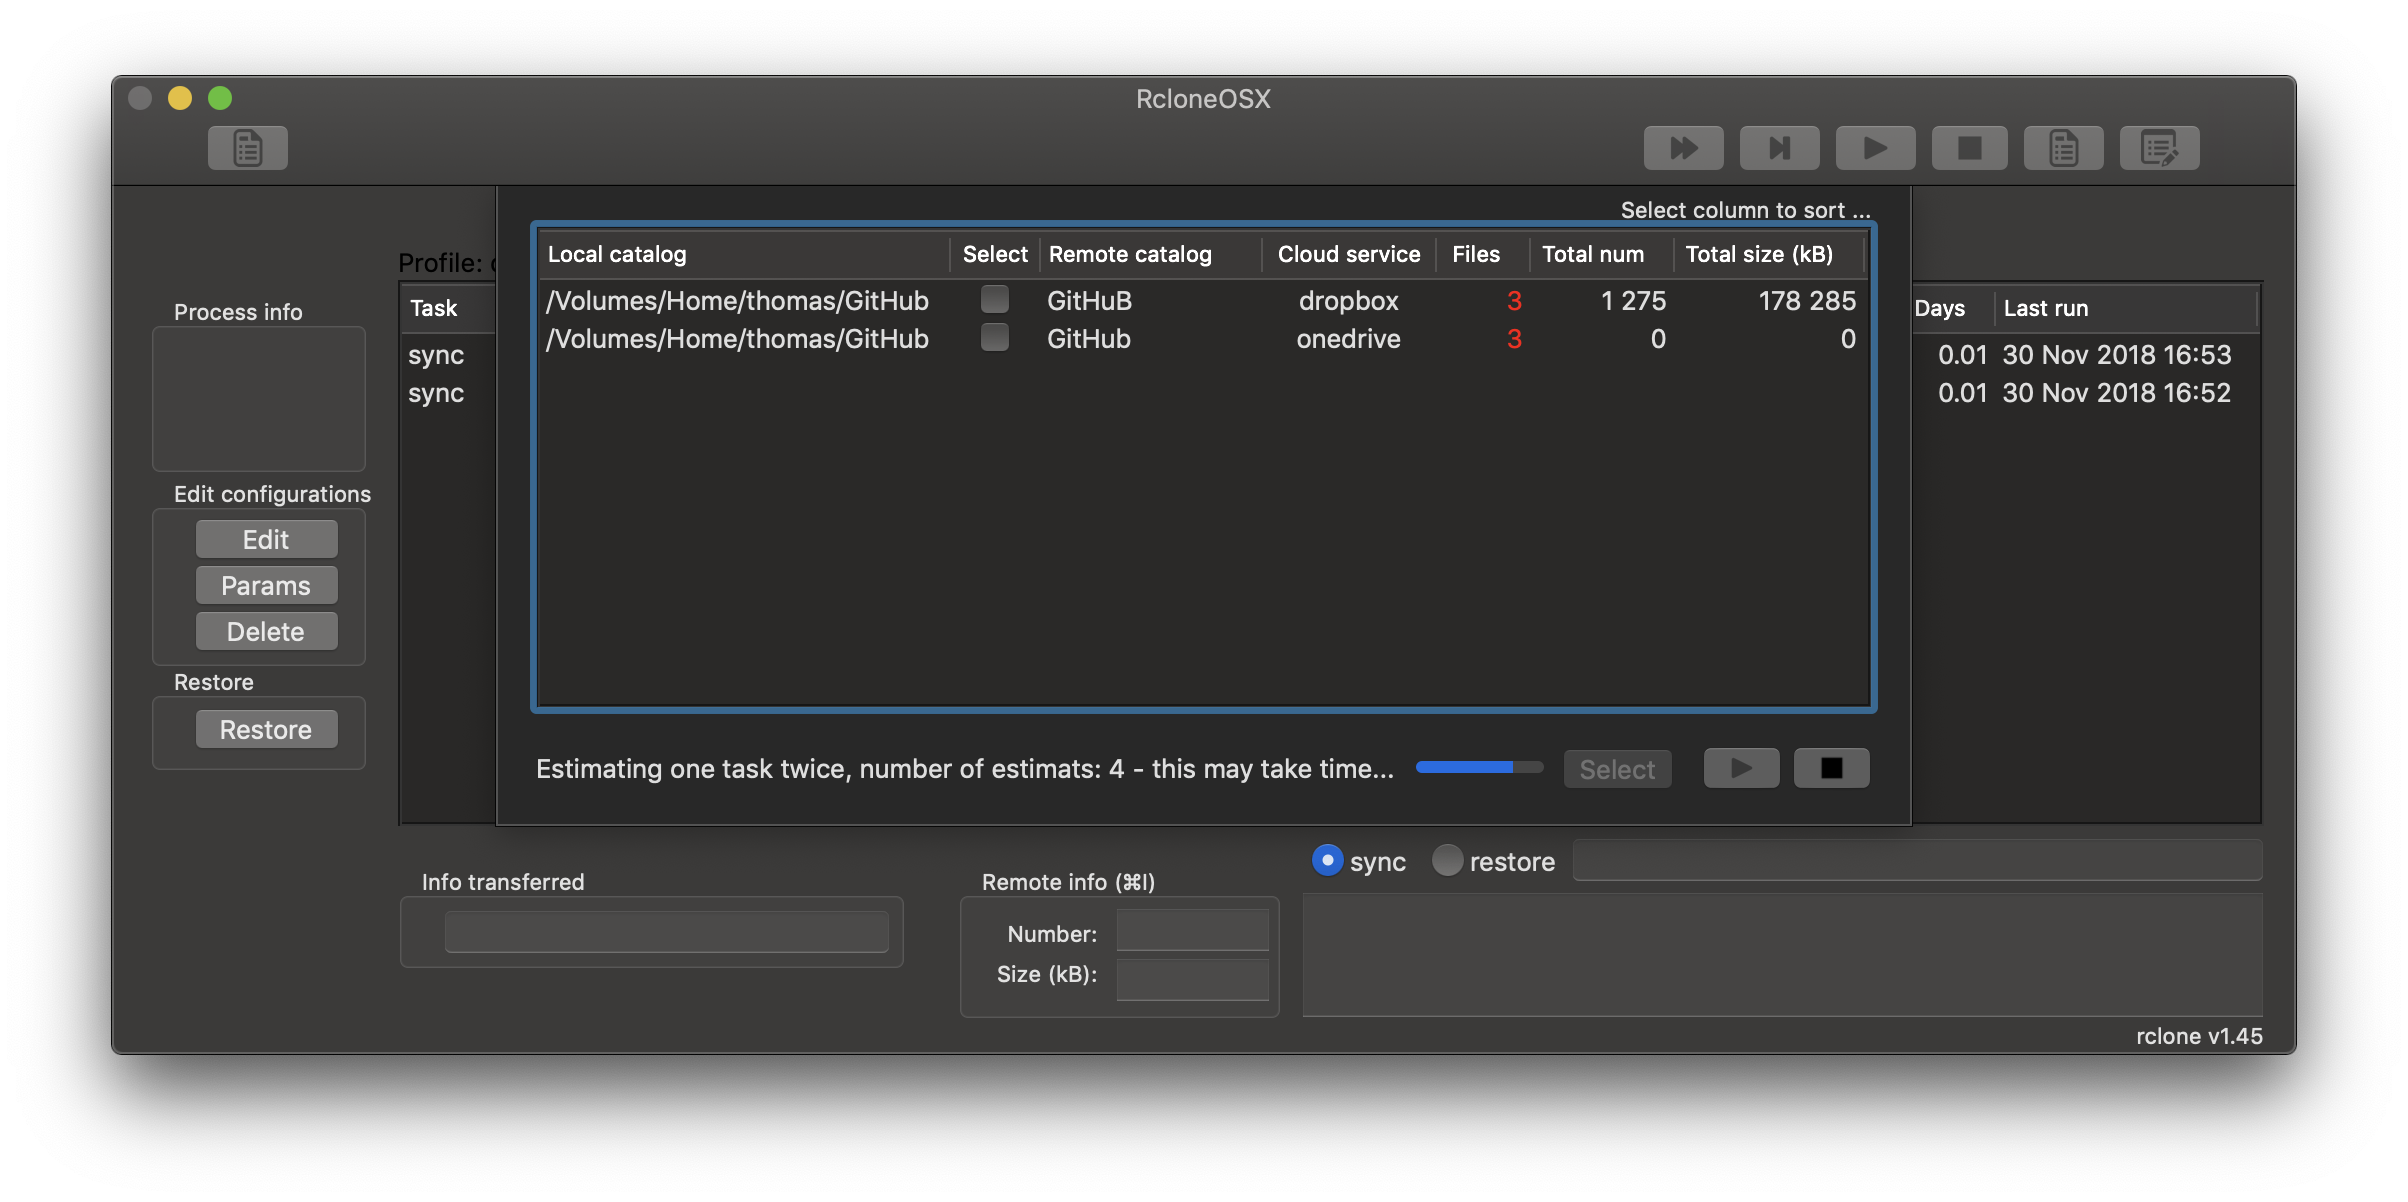 RcloneOSX
Select column to sort ...
Local catalog Select Remote catalog Cloud service Files Total num Total size (kB)
/Volumes/Home/thomas/GitHub GitHuB dropbox 3 1 275 178 285
/Volumes/Home/thomas/GitHub GitHub onedrive 3 0 0
Estimating one task twice, number of estimats: 4 - this may take time...
Select
Profile:
Task
sync
sync
Days Last run
0.01 30 Nov 2018 16:53
0.01 30 Nov 2018 16:52
Process info
Edit configurations
Edit
Params
Delete
Restore
Restore
Info transferred
Remote info (⌘I)
Number:
Size (kB):
sync restore
rclone v1.45